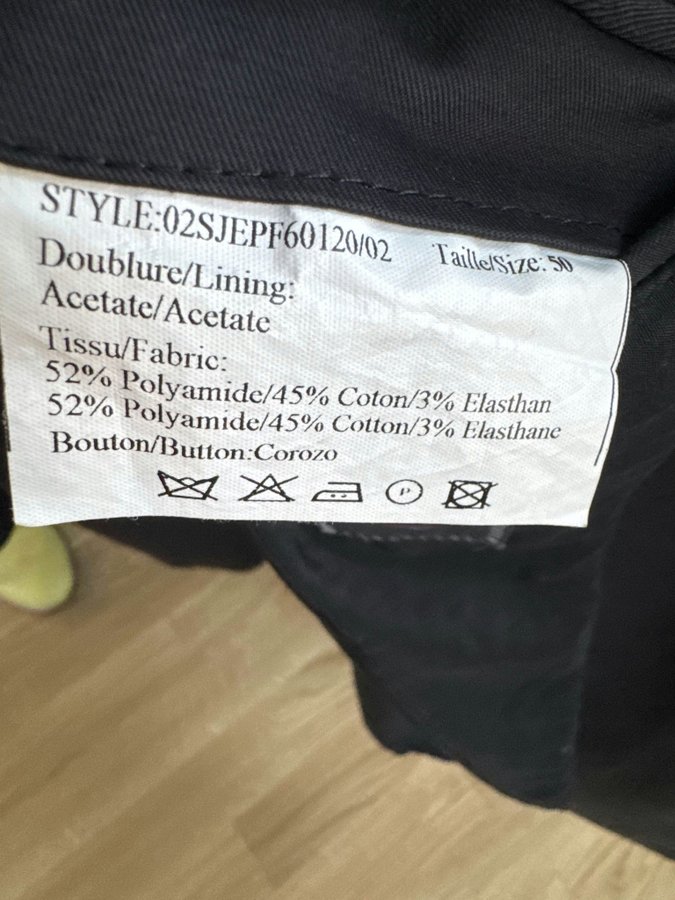 STYLE:02SJEPF60120/02 Taille/Size: 50
Doublure/Lining:
Acetate/Acetate
Tissu/Fabric:
52% Polyamide/45% Coton/3% Elasthan
52% Polyamide/45% Cotton/3% Elasthane
Bouton/Button:Corozo
P